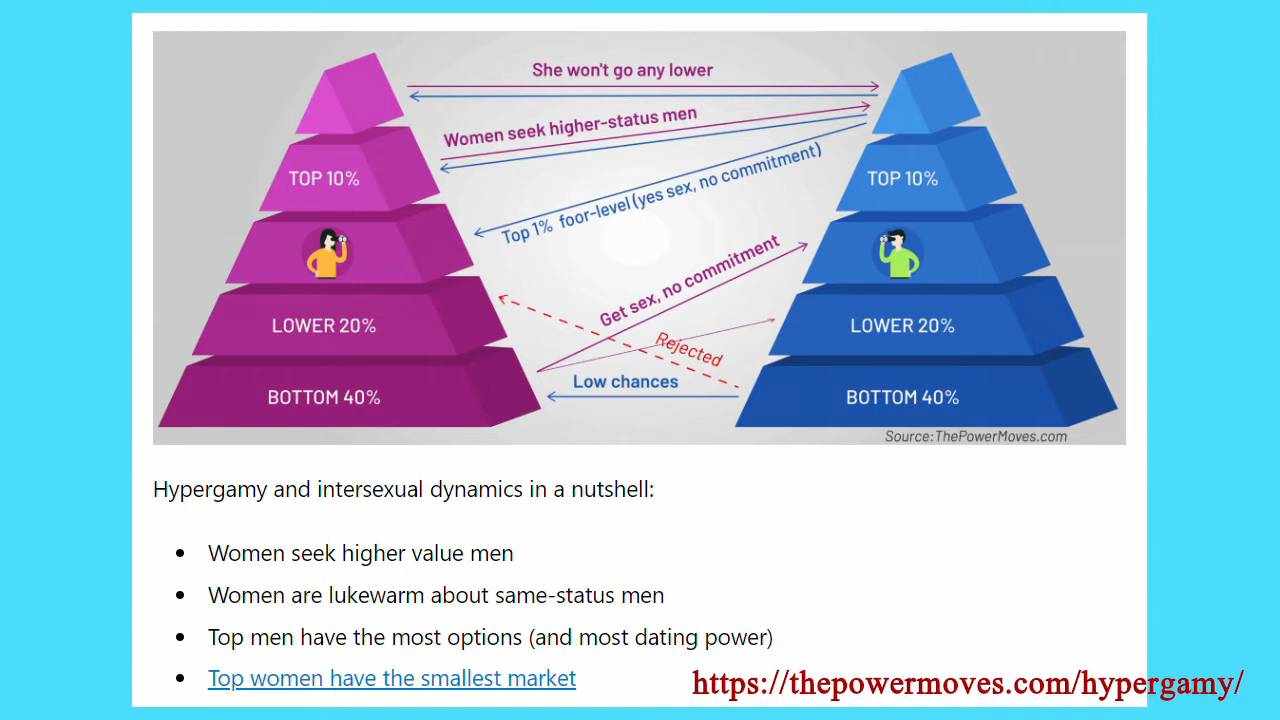 She won't go any lower
Women seek higher-status men
TOP 10%
TOP 10%
Top 1% foor-level (yes sex, no commitment)
Get sex, no commitment
LOWER 20%
LOWER 20%
Rejected
Low chances
BOTTOM 40%
BOTTOM 40%
Source:ThePowerMoves.com
Hypergamy and intersexual dynamics in a nutshell:
• Women seek higher value men
• Women are lukewarm about same-status men
• Top men have the most options (and most dating power)
• Top women have the smallest market
https://thepowermoves.com/hypergamy/